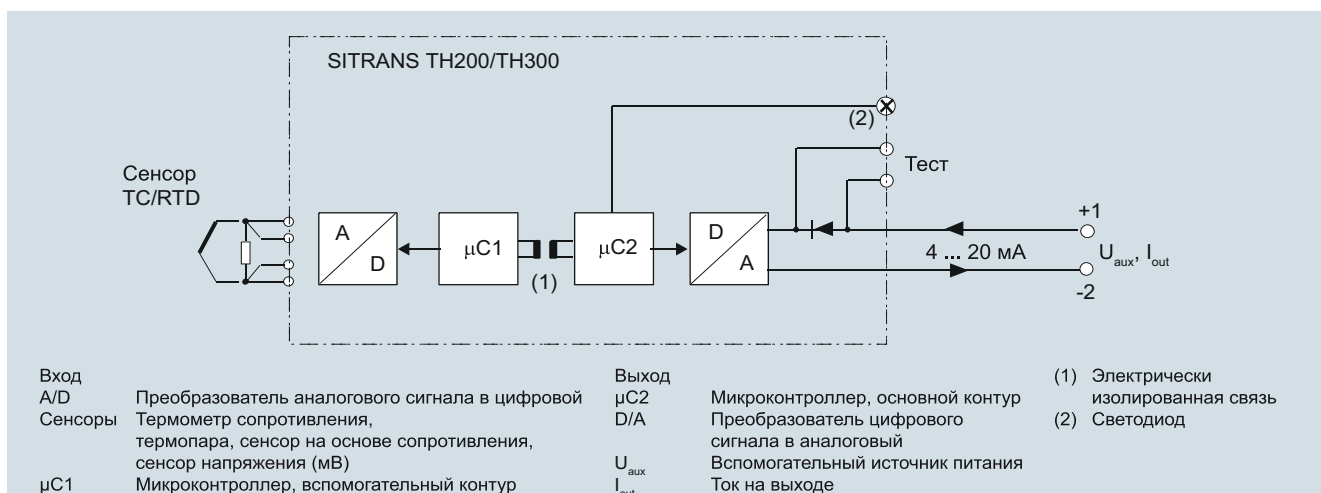 SITRANS TH200/TH300
(2)
Тест
Сенсор
TC/RTD
A
D
μC1
(1)
μC2
D
A
4 ... 20 мА
+1
U_aux, I_out
-2
Вход
A/D Преобразователь аналогового сигнала в цифровой
Сенсоры Термометр сопротивления,
термопара, сенсор на основе сопротивления,
сенсор напряжения (мВ)
μC1 Микроконтроллер, вспомогательный контур
Выход
μC2 Микроконтроллер, основной контур
D/A Преобразователь цифрового
сигнала в аналоговый
U_aux Вспомогательный источник питания
I_out Ток на выходе
(1) Электрически
изолированная связь
(2) Светодиод